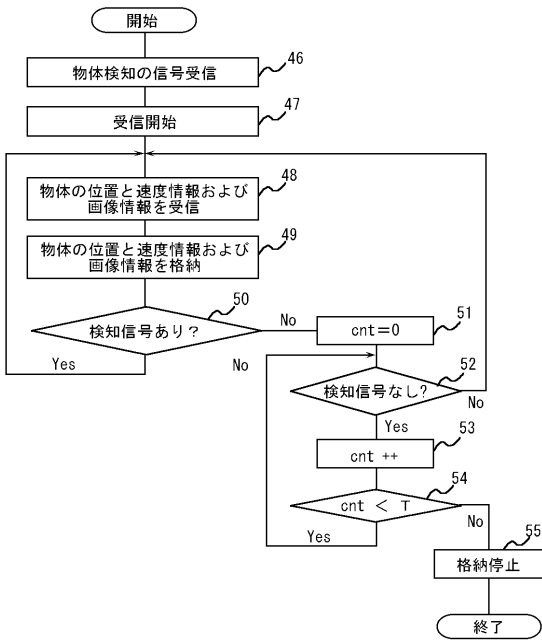 開始
物体検知の信号受信
46
受信開始
47
物体の位置と速度情報および
画像情報を受信
48
物体の位置と速度情報および
画像情報を格納
49
検知信号あり？
50
No
Yes
No
cnt＝0
51
検知信号なし?
52
No
Yes
cnt ++
53
cnt ＜ T
54
No
Yes
格納停止
55
終了